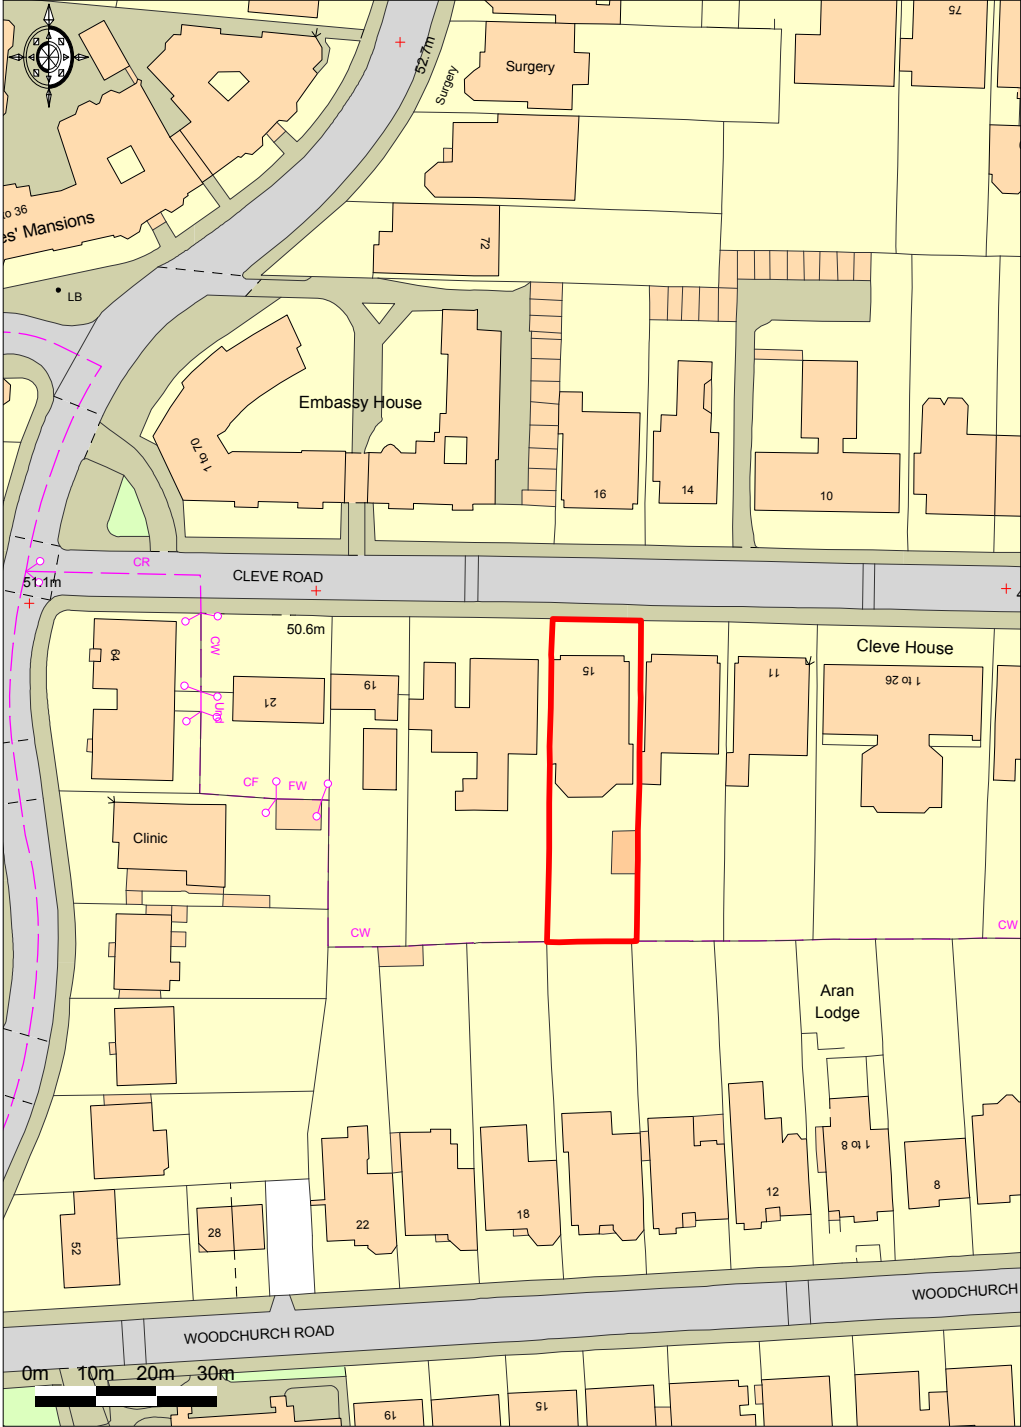 75
52.7m
Surgery
Surgery
to 36
es' Mansions
72
LB
Embassy House
1 to 70
16
14
10
CR
CLEVE ROAD
51.1m
50.6m
CW
64
Und
21
19
15
11
Cleve House
1 to 26
CF
FW
Clinic
CW
CW
Aran
Lodge
1 to 8
8
12
18
22
28
52
WOODCHURCH
WOODCHURCH ROAD
0m 10m 20m 30m
19
15